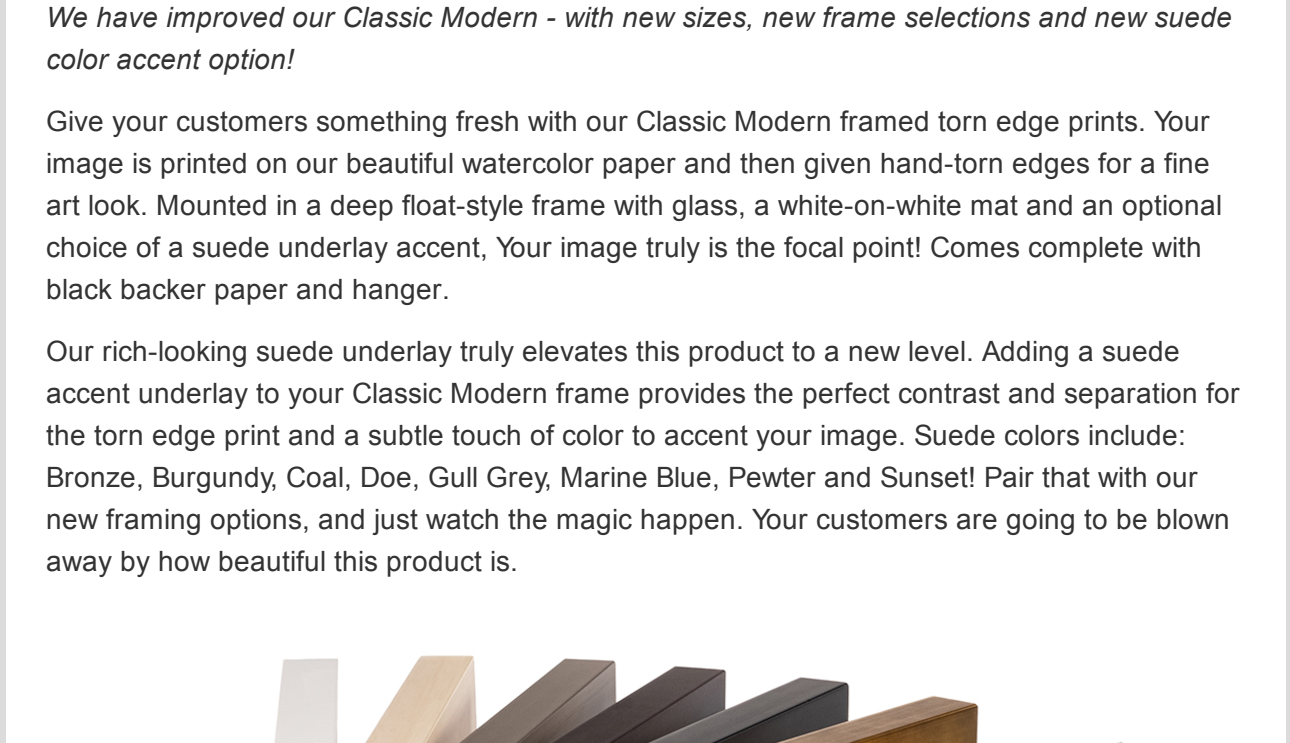 We have improved our Classic Modern - with new sizes, new frame selections and new suede
color accent option!
Give your customers something fresh with our Classic Modern framed torn edge prints. Your
image is printed on our beautiful watercolor paper and then given hand-torn edges for a fine
art look. Mounted in a deep float-style frame with glass, a white-on-white mat and an optional
choice of a suede underlay accent, Your image truly is the focal point! Comes complete with
black backer paper and hanger.
Our rich-looking suede underlay truly elevates this product to a new level. Adding a suede
accent underlay to your Classic Modern frame provides the perfect contrast and separation for
the torn edge print and a subtle touch of color to accent your image. Suede colors include:
Bronze, Burgundy, Coal, Doe, Gull Grey, Marine Blue, Pewter and Sunset! Pair that with our
new framing options, and just watch the magic happen. Your customers are going to be blown
away by how beautiful this product is.